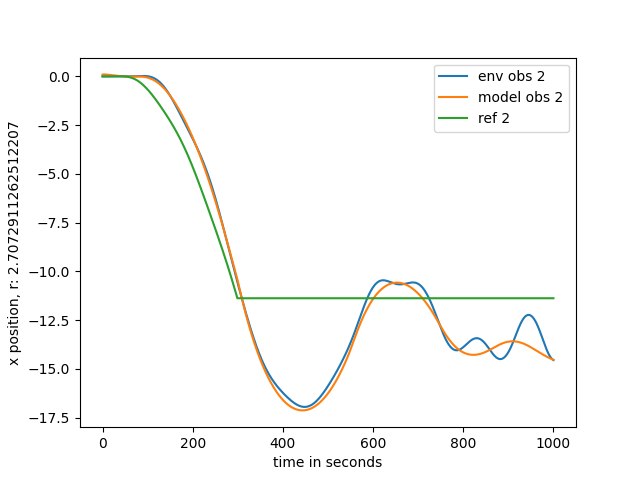 env obs 2
model obs 2
ref 2
0.0
−2.5
−5.0
−7.5
−10.0
−12.5
−15.0
−17.5
x position, r: 2.7072911262512207
0 200 400 600 800 1000
time in seconds